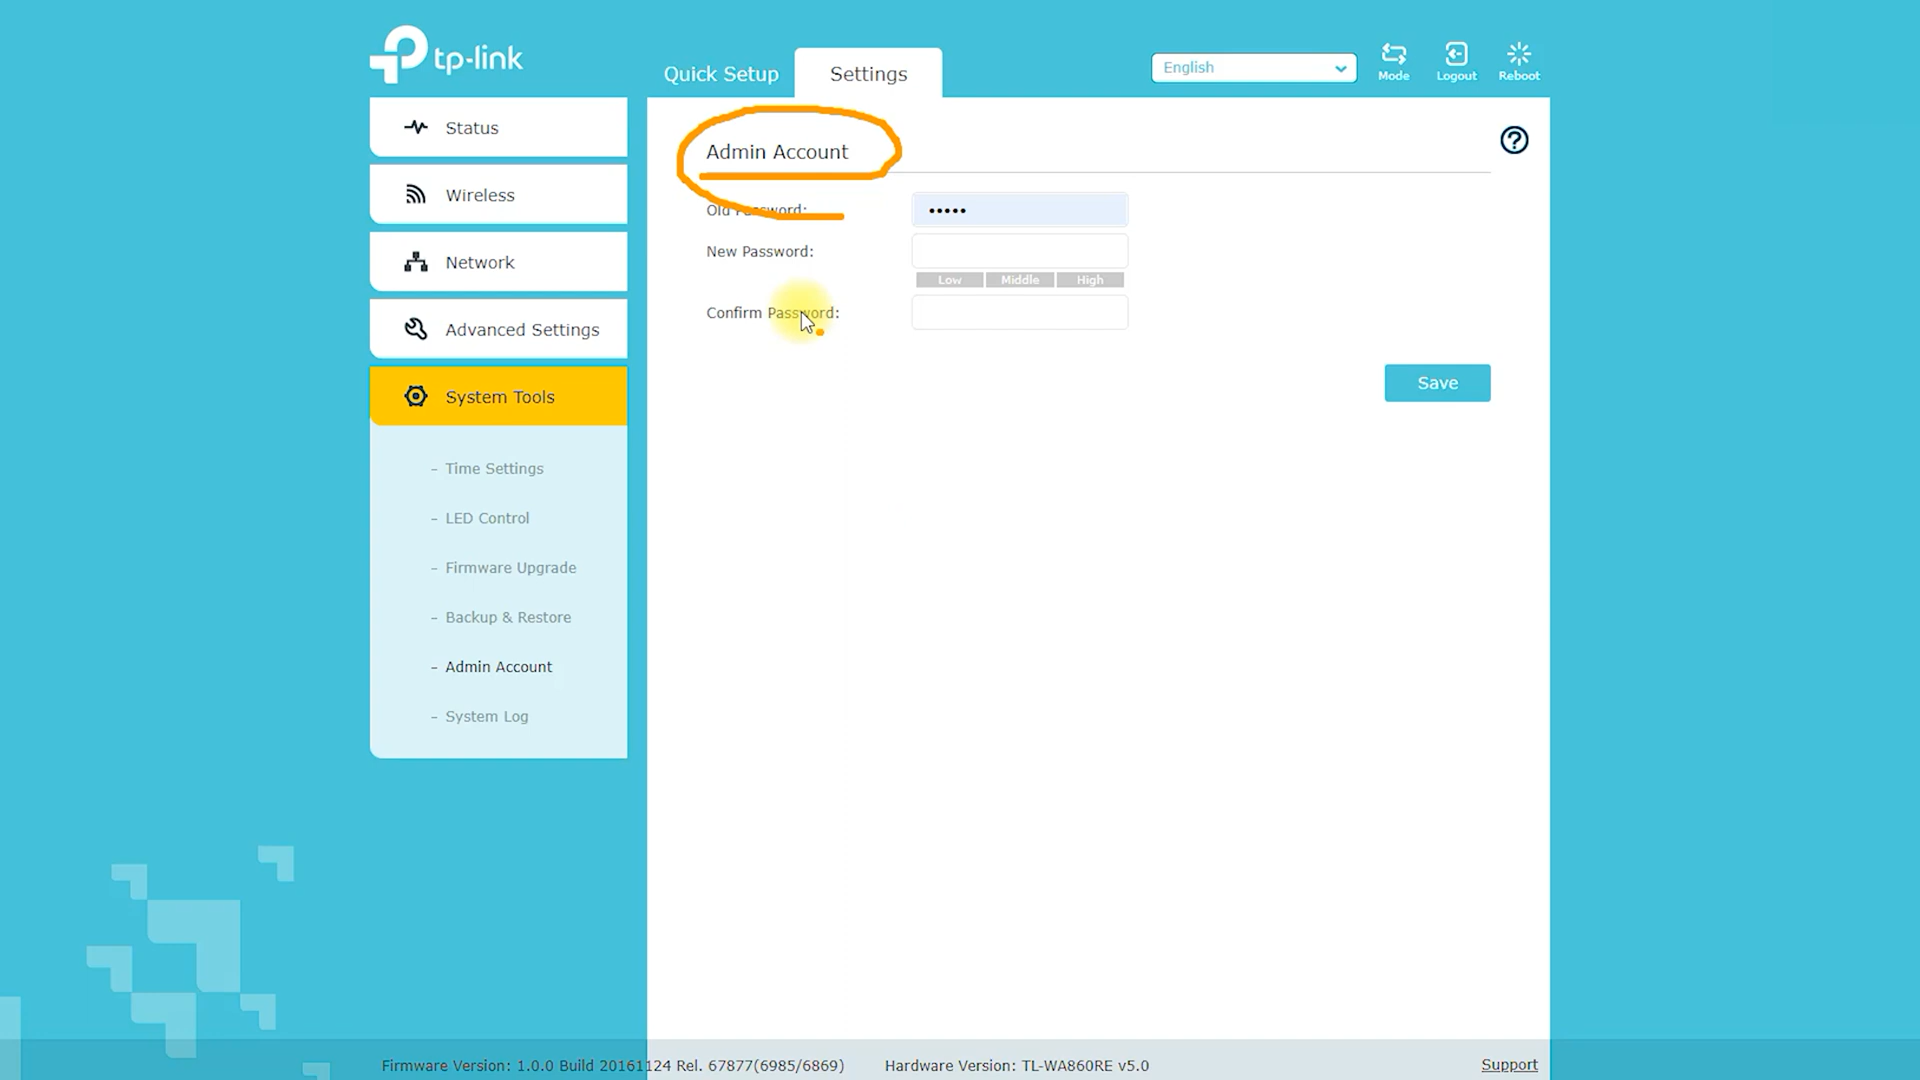 tp-link
Quick Setup
Settings
English
Mode
Logout
Reboot
Status
Wireless
Network
Advanced Settings
System Tools
- Time Settings
- LED Control
- Firmware Upgrade
- Backup & Restore
- Admin Account
- System Log
Admin Account
?
Old Password:
•••••
New Password:
Low Middle High
Confirm Password:
Save
Firmware Version: 1.0.0 Build 20161124 Rel. 67877(6985/6869) Hardware Version: TL-WA860RE v5.0
Support